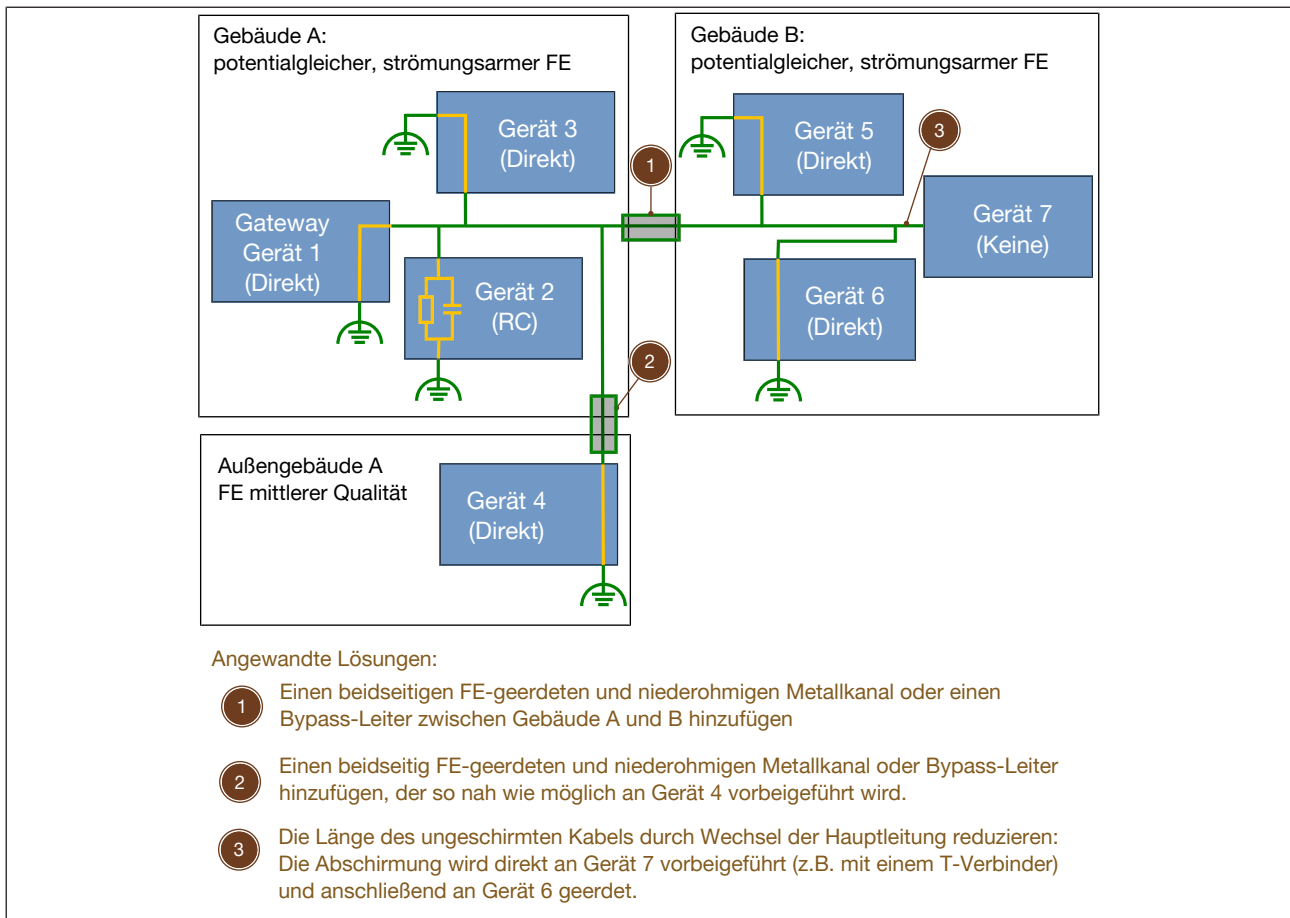 Gebäude A:
potentialgleicher, strömungsarmer FE
Gerät 3
(Direkt)
Gateway
Gerät 1
(Direkt)
Gerät 2
(RC)
1
2
Gebäude B:
potentialgleicher, strömungsarmer FE
Gerät 5
(Direkt)
3
Gerät 7
(Keine)
Gerät 6
(Direkt)
Außengebäude A
FE mittlerer Qualität
Gerät 4
(Direkt)
Angewandte Lösungen:
1
Einen beidseitigen FE-geerdeten und niederohmigen Metallkanal oder einen
Bypass-Leiter zwischen Gebäude A und B hinzufügen
2
Einen beidseitig FE-geerdeten und niederohmigen Metallkanal oder Bypass-Leiter
hinzufügen, der so nah wie möglich an Gerät 4 vorbeigeführt wird.
3
Die Länge des ungeschirmten Kabels durch Wechsel der Hauptleitung reduzieren:
Die Abschirmung wird direkt an Gerät 7 vorbeigeführt (z.B. mit einem T-Verbinder)
und anschließend an Gerät 6 geerdet.